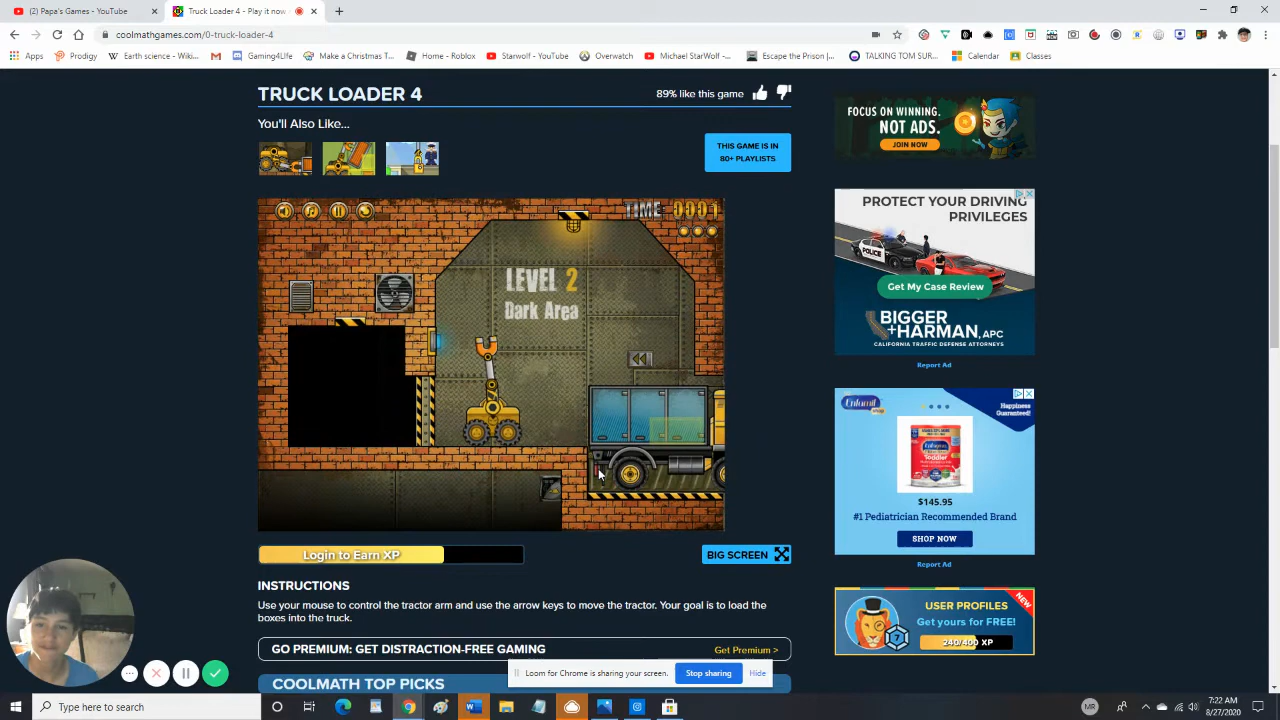 (2) Papa's Games - YouTube
Truck Loader 4 - Play it now
coolmathgames.com/0-truck-loader-4
Apps
Prodigy
Earth science - Wiki...
M Gmail
Gaming4Life
Make a Christmas T...
Home - Roblox
Starwolf - YouTube
Overwatch
Michael StarWolf -...
Escape the Prison |...
TALKING TOM SUR...
Calendar
Classes
TRUCK LOADER 4
89% like this game
You'll Also Like...
THIS GAME IS IN
80+ PLAYLISTS
TIME 0001
LEVEL 2
Dark Area
Login to Earn XP
BIG SCREEN
INSTRUCTIONS
Use your mouse to control the tractor arm and use the arrow keys to move the tractor. Your goal is to load the
boxes into the truck.
GO PREMIUM: GET DISTRACTION-FREE GAMING
Get Premium >
COOLMATH TOP PICKS
FOCUS ON WINNING.
NOT ADS.
JOIN NOW
PROTECT YOUR DRIVING
PRIVILEGES
POLICE
Get My Case Review
BIGGER
+HARMAN, APC
CALIFORNIA TRAFFIC DEFENSE ATTORNEYS
Report Ad
Enfamil
Happiness
Guaranteed!
Toddler
$145.95
#1 Pediatrician Recommended Brand
SHOP NOW
Report Ad
NEW
USER PROFILES
Get yours for FREE!
240/400 XP
Loom for Chrome is sharing your screen.
Stop sharing
Hide
Type here to search
MR
7:22 AM
8/27/2020